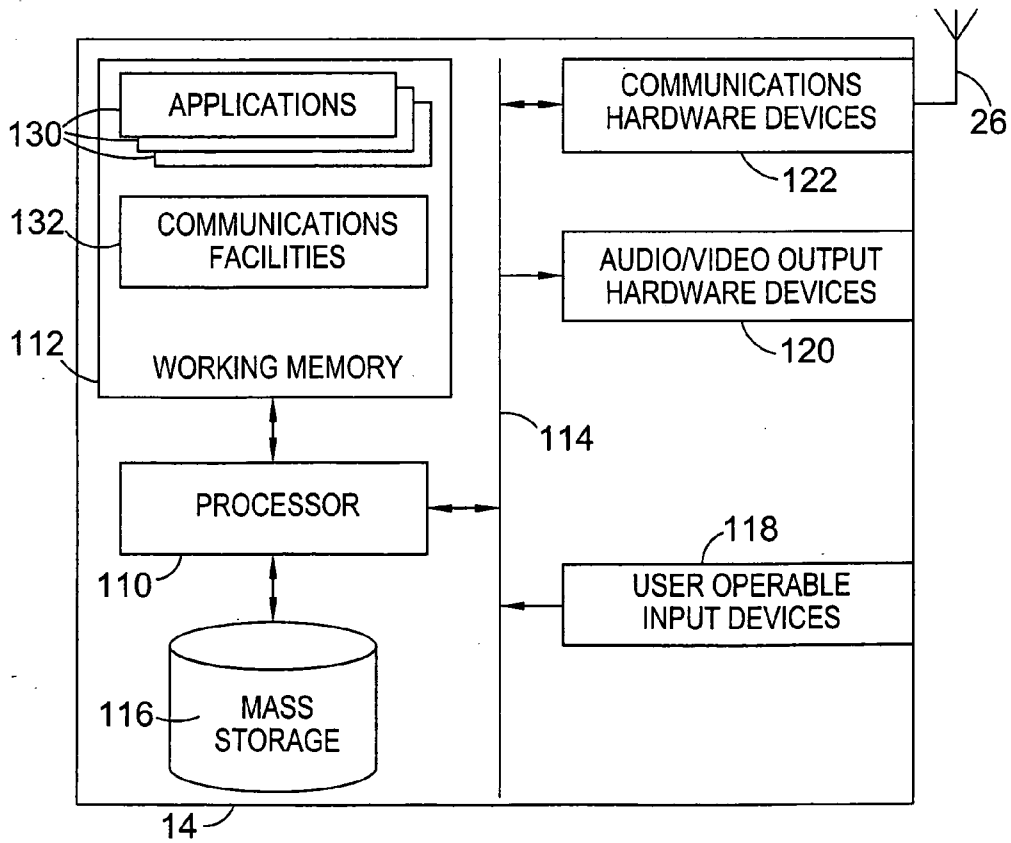 APPLICATIONS
130
COMMUNICATIONS
FACILITIES
132
112
WORKING MEMORY
PROCESSOR
110
MASS
STORAGE
116
14
COMMUNICATIONS
HARDWARE DEVICES
26
122
AUDIO/VIDEO OUTPUT
HARDWARE DEVICES
120
114
118
USER OPERABLE
INPUT DEVICES